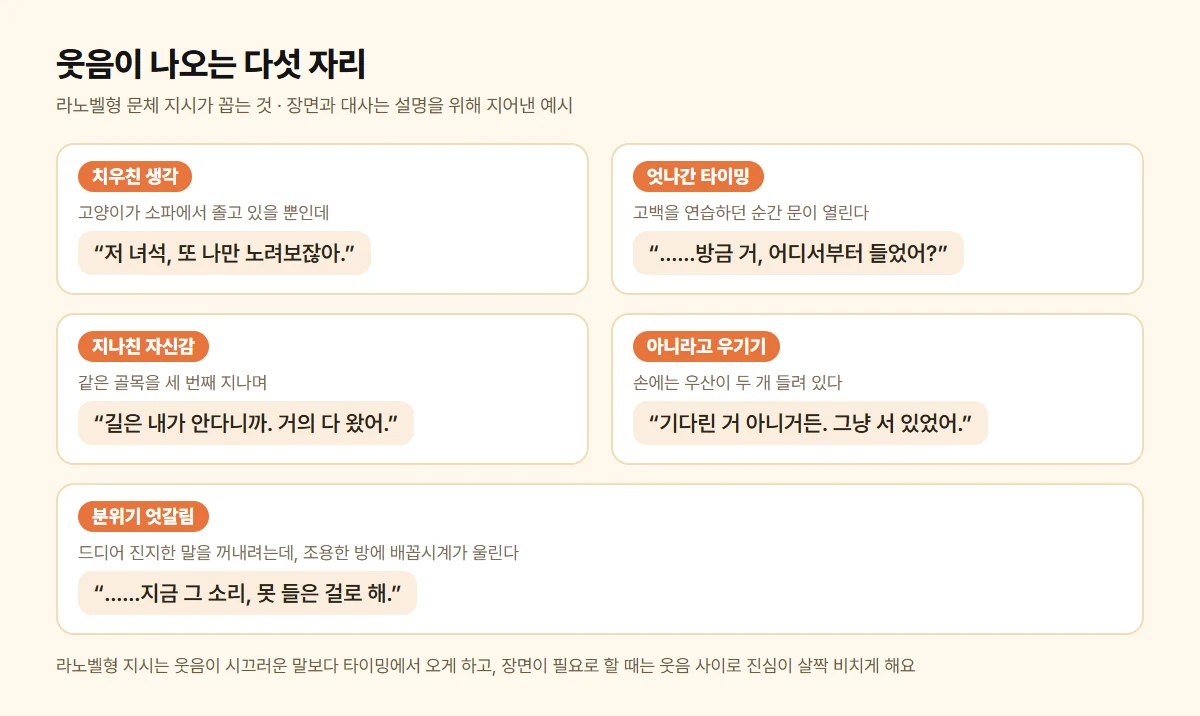 웃음이 나오는 다섯 자리
라노벨형 문체 지시가 꼽는 것 · 장면과 대사는 설명을 위해 지어낸 예시
치우친 생각
고양이가 소파에서 졸고 있을 뿐인데
“저 녀석, 또 나만 노려보잖아.”
엇나간 타이밍
고백을 연습하던 순간 문이 열린다
“……방금 거, 어디서부터 들었어?”
지나친 자신감
같은 골목을 세 번째 지나며
“길은 내가 안다니까. 거의 다 왔어.”
아니라고 우기기
손에는 우산이 두 개 들려 있다
“기다린 거 아니거든. 그냥 서 있었어.”
분위기 엇갈림
드디어 진지한 말을 꺼내려는데, 조용한 방에 배꼽시계가 울린다
“……지금 그 소리, 못 들은 걸로 해.”
라노벨형 지시는 웃음이 시끄러운 말보다 타이밍에서 오게 하고, 장면이 필요로 할 때는 웃음 사이로 진심이 살짝 비치게 해요